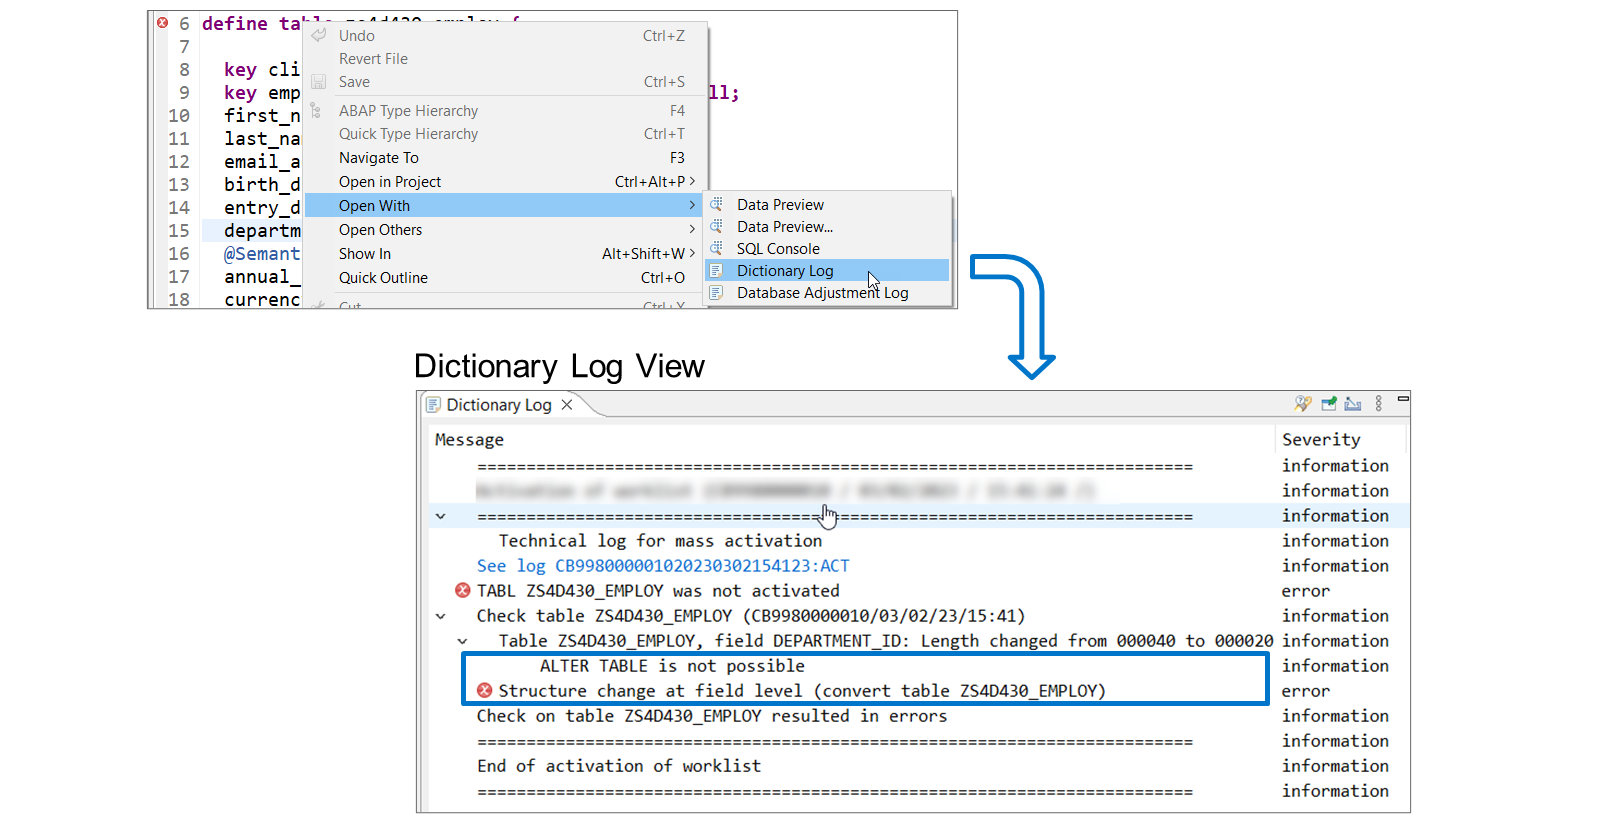 6 define table zs4d430_employ {
7
8 key cli
9 key emp ll;
10 first_n
11 last_na
12 email_a
13 birth_d
14 entry_d
15 departm
16 @Semant
17 annual_
18 currenc
Undo Ctrl+Z
Revert File
Save Ctrl+S
ABAP Type Hierarchy F4
Quick Type Hierarchy Ctrl+T
Navigate To F3
Open in Project Ctrl+Alt+P >
Open With >
Open Others >
Show In Alt+Shift+W >
Quick Outline Ctrl+O
Cut Ctrl+X
Data Preview
Data Preview...
SQL Console
Dictionary Log
Database Adjustment Log
Dictionary Log View
Dictionary Log
Message Severity
========================================================================= information
information
========================================================================= information
Technical log for mass activation information
See log CB998000001020230302154123:ACT information
TABL ZS4D430_EMPLOY was not activated error
Check table ZS4D430_EMPLOY (CB9980000010/03/02/23/15:41) information
Table ZS4D430_EMPLOY, field DEPARTMENT_ID: Length changed from 000040 to 000020 information
ALTER TABLE is not possible information
Structure change at field level (convert table ZS4D430_EMPLOY) error
Check on table ZS4D430_EMPLOY resulted in errors information
========================================================================= information
End of activation of worklist information
========================================================================= information